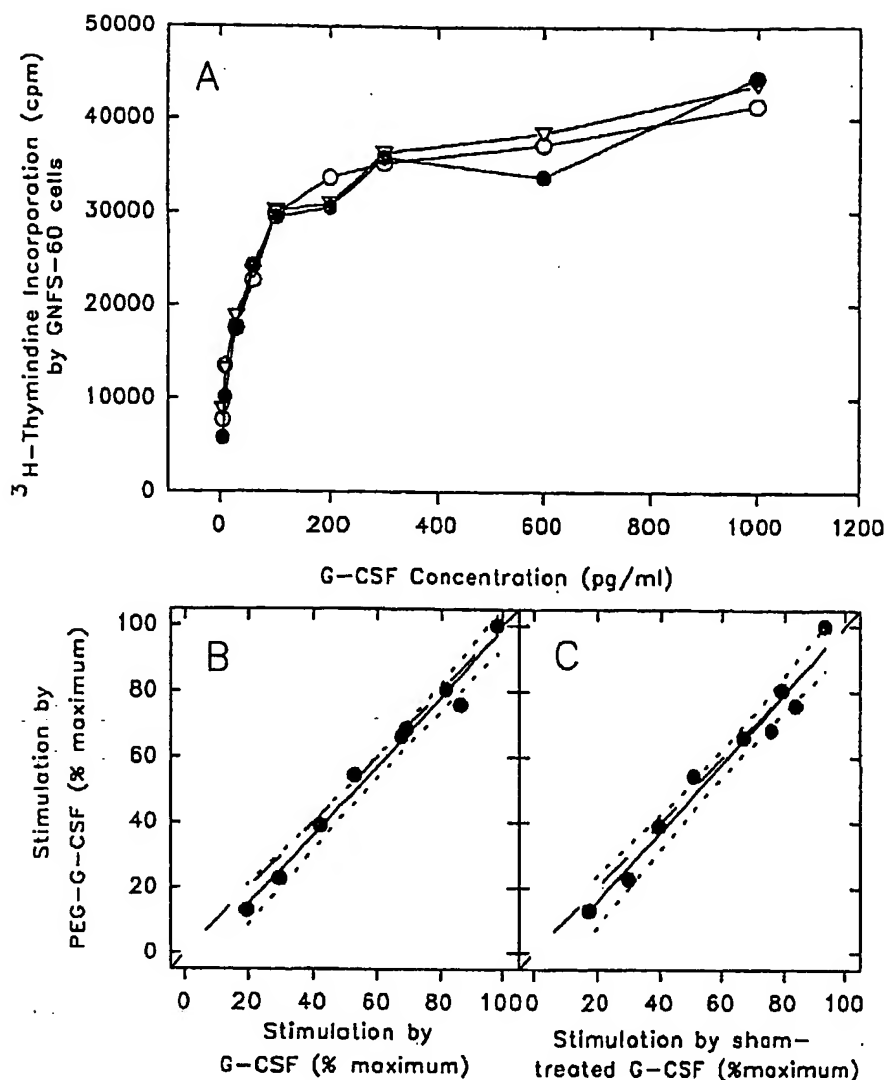 50000
40000
30000
20000
10000
0
A
³H-Thymindine Incorporation (cpm)
by GNFS-60 cells
0 200 400 600 800 1000 1200
G-CSF Concentration (pg/ml)
100
80
60
40
20
0
Stimulation by
PEG-G-CSF (% maximum)
B
C
0 20 40 60 80 1000 20 40 60 80 100
Stimulation by
G-CSF (% maximum)
Stimulation by sham-
treated G-CSF (%maximum)